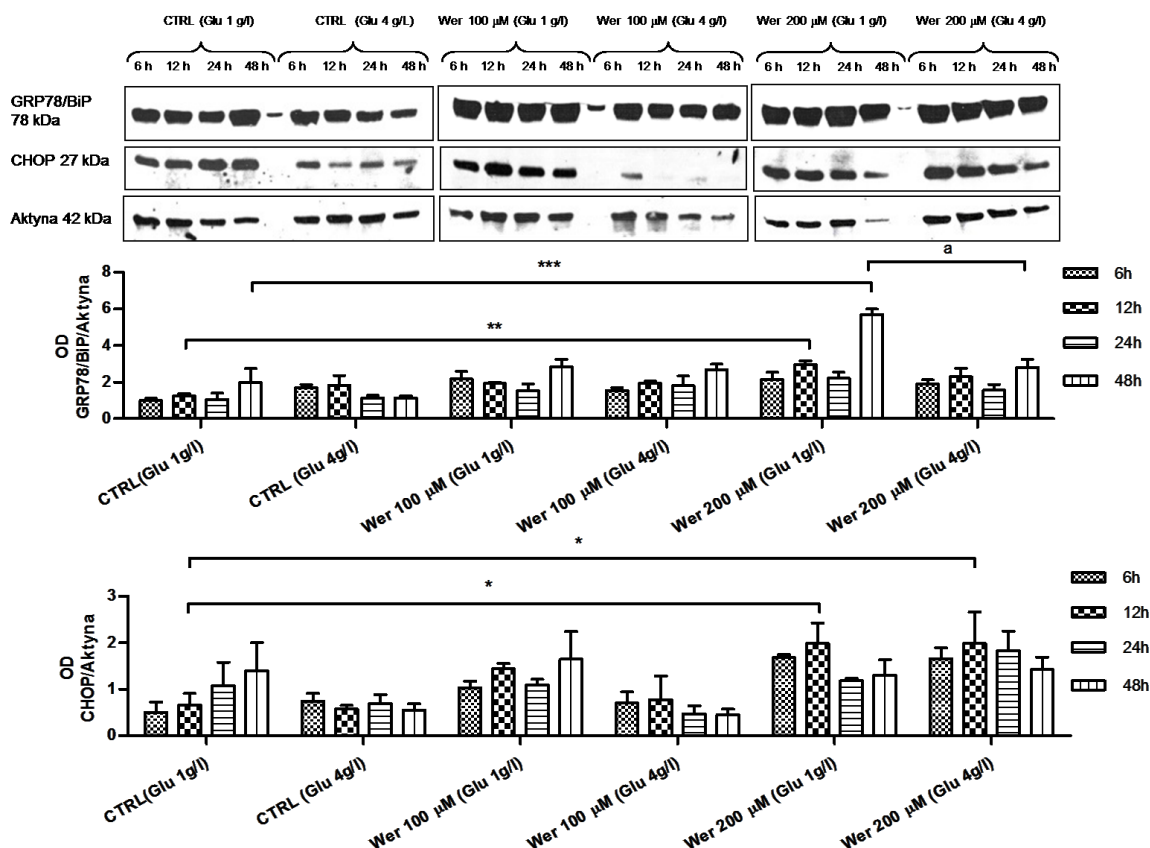 CTRL (Glu 1 g/l) CTRL (Glu 4 g/L) Wer 100 µM (Glu 1 g/l) Wer 100 µM (Glu 4 g/l) Wer 200 µM (Glu 1 g/l) Wer 200 µM (Glu 4 g/l)
6 h 12 h 24 h 48 h 6 h 12 h 24 h 48 h 6 h 12 h 24 h 48 h 6 h 12 h 24 h 48 h 6 h 12 h 24 h 48 h 6 h 12 h 24 h 48 h
GRP78/BiP
78 kDa
CHOP 27 kDa
Aktyna 42 kDa
OD
GRP78/BiP/Aktyna
8
6
4
2
0
***
**
a
6h
12h
24h
48h
CTRL(Glu 1g/l)
CTRL (Glu 4g/l)
Wer 100 µM (Glu 1g/l)
Wer 100 µM (Glu 4g/l)
Wer 200 µM (Glu 1g/l)
Wer 200 µM (Glu 4g/l)
OD
CHOP/Aktyna
3
2
1
0
*
*
6h
12h
24h
48h
CTRL(Glu 1g/l)
CTRL (Glu 4g/l)
Wer 100 µM (Glu 1g/l)
Wer 100 µM (Glu 4g/l)
Wer 200 µM (Glu 1g/l)
Wer 200 µM (Glu 4g/l)